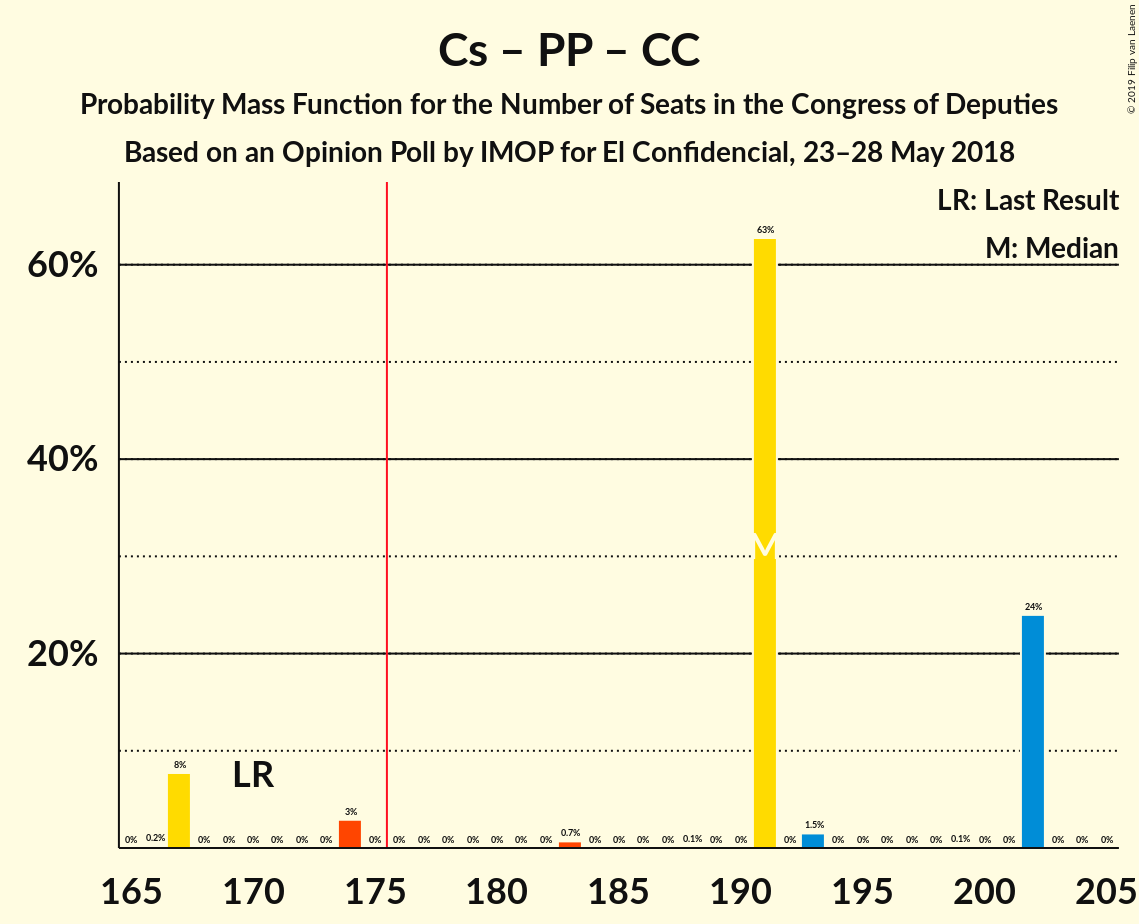 Cs – PP – CC
Probability Mass Function for the Number of Seats in the Congress of Deputies
Based on an Opinion Poll by IMOP for El Confidencial, 23–28 May 2018
© 2019 Filip van Laenen
LR: Last Result
M: Median
60%
40%
20%
63%
M
24%
8%
LR
3%
1.5%
0.7%
0% 0.2% 0% 0% 0% 0% 0% 0% 0% 0% 0% 0% 0% 0% 0% 0% 0% 0% 0% 0% 0.1% 0% 0% 0% 0% 0% 0% 0% 0% 0.1% 0% 0% 0% 0% 0%
165 170 175 180 185 190 195 200 205